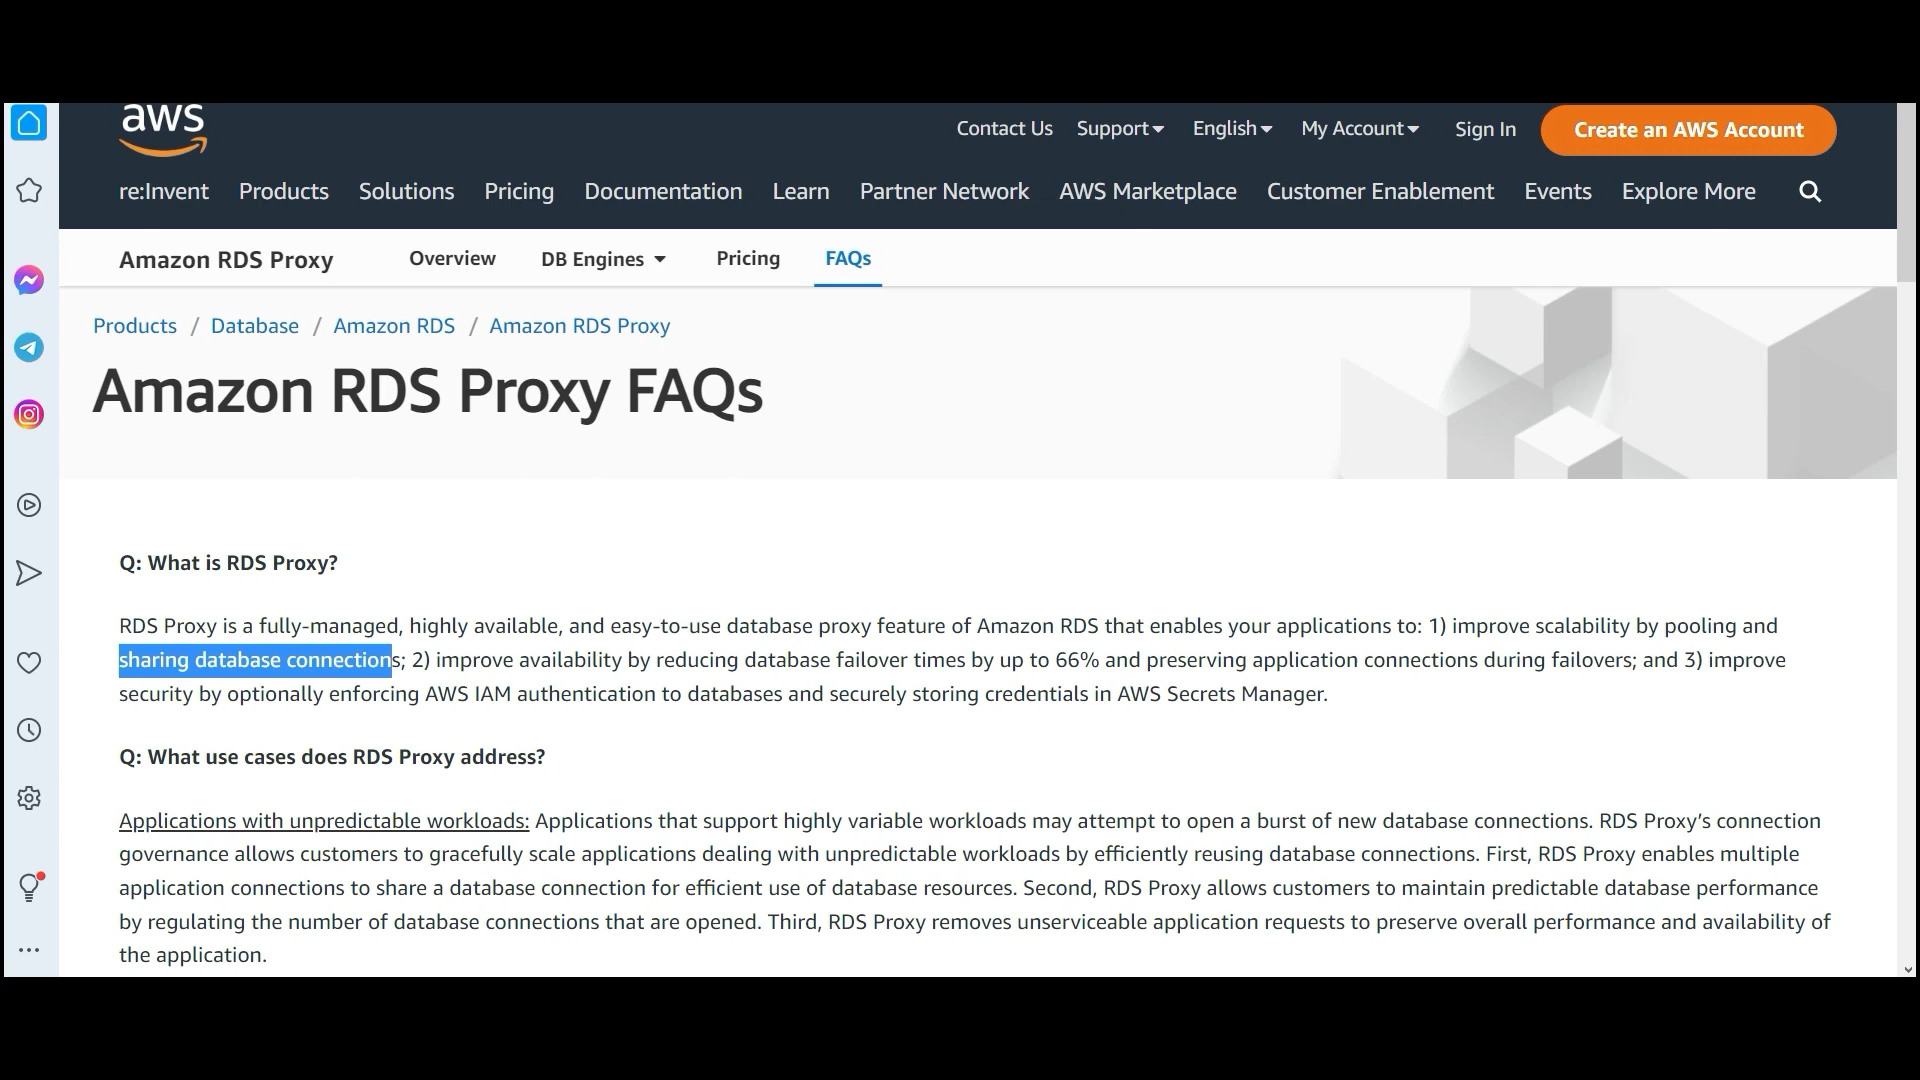 aws
Contact Us Support English My Account Sign In Create an AWS Account
re:Invent Products Solutions Pricing Documentation Learn Partner Network AWS Marketplace Customer Enablement Events Explore More
Amazon RDS Proxy Overview DB Engines Pricing FAQs
Products / Database / Amazon RDS / Amazon RDS Proxy
Amazon RDS Proxy FAQs
Q: What is RDS Proxy?
RDS Proxy is a fully-managed, highly available, and easy-to-use database proxy feature of Amazon RDS that enables your applications to: 1) improve scalability by pooling and
sharing database connections; 2) improve availability by reducing database failover times by up to 66% and preserving application connections during failovers; and 3) improve
security by optionally enforcing AWS IAM authentication to databases and securely storing credentials in AWS Secrets Manager.
Q: What use cases does RDS Proxy address?
Applications with unpredictable workloads: Applications that support highly variable workloads may attempt to open a burst of new database connections. RDS Proxy’s connection
governance allows customers to gracefully scale applications dealing with unpredictable workloads by efficiently reusing database connections. First, RDS Proxy enables multiple
application connections to share a database connection for efficient use of database resources. Second, RDS Proxy allows customers to maintain predictable database performance
by regulating the number of database connections that are opened. Third, RDS Proxy removes unserviceable application requests to preserve overall performance and availability of
the application.